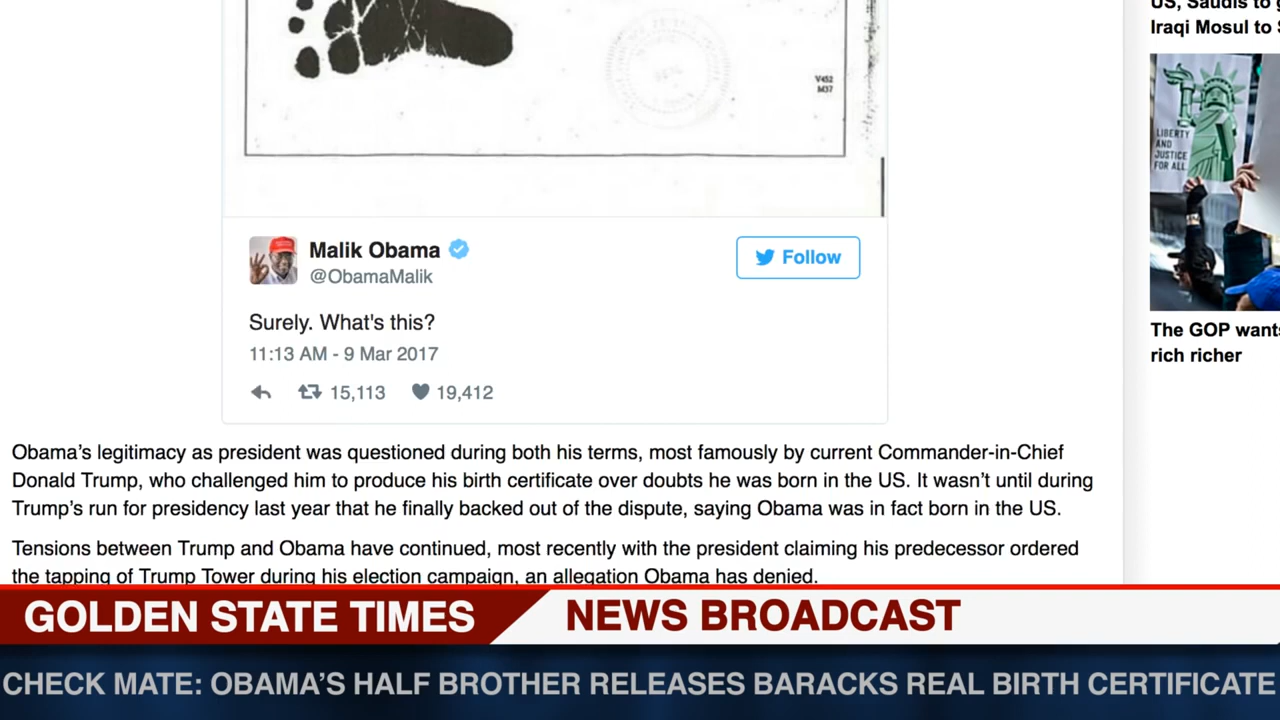 US, Saudis to
Iraqi Mosul to
V452
M37
LIBERTY
AND
JUSTICE
FOR ALL
Malik Obama
@ObamaMalik
Follow
Surely. What's this?
11:13 AM - 9 Mar 2017
15,113 19,412
The GOP wants
rich richer
Obama’s legitimacy as president was questioned during both his terms, most famously by current Commander-in-Chief
Donald Trump, who challenged him to produce his birth certificate over doubts he was born in the US. It wasn’t until during
Trump’s run for presidency last year that he finally backed out of the dispute, saying Obama was in fact born in the US.
Tensions between Trump and Obama have continued, most recently with the president claiming his predecessor ordered
the tapping of Trump Tower during his election campaign, an allegation Obama has denied.
GOLDEN STATE TIMES
NEWS BROADCAST
CHECK MATE: OBAMA’S HALF BROTHER RELEASES BARACKS REAL BIRTH CERTIFICATE